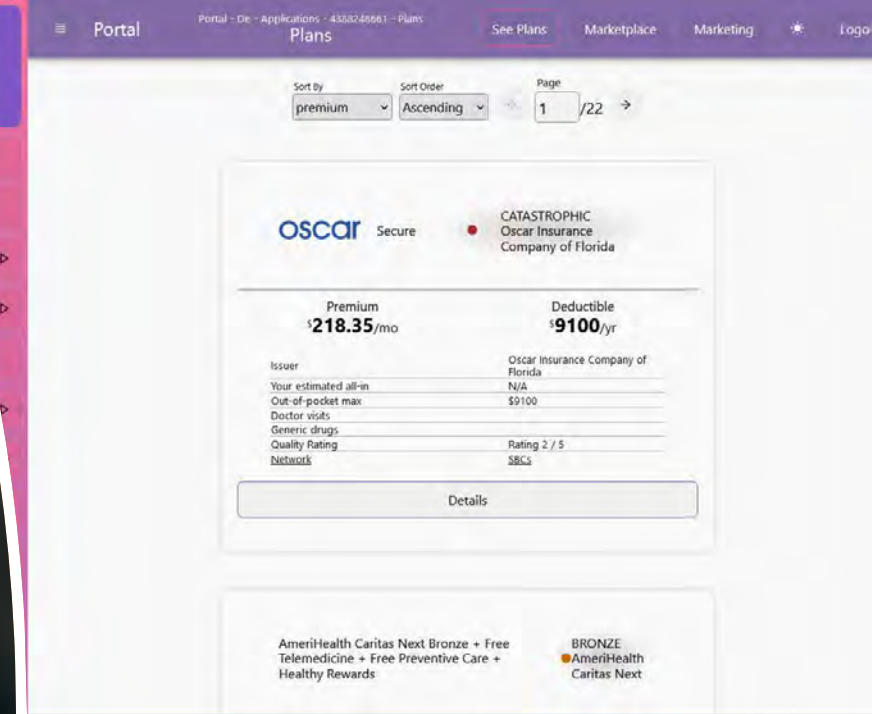 ≡ Portal
Portal - De - Applications - 4388248661 - Plans
Plans
See Plans Marketplace Marketing ☀ Logo
Sort By Sort Order Page
premium Ascending 1 /22 →
oscar Secure
CATASTROPHIC
Oscar Insurance
Company of Florida
Premium Deductible
$218.35/mo $9100/yr
Issuer Oscar Insurance Company of
Florida
Your estimated all-in N/A
Out-of-pocket max $9100
Doctor visits
Generic drugs
Quality Rating Rating 2 / 5
Network SBCs
Details
AmeriHealth Caritas Next Bronze + Free
Telemedicine + Free Preventive Care +
Healthy Rewards
BRONZE
AmeriHealth
Caritas Next